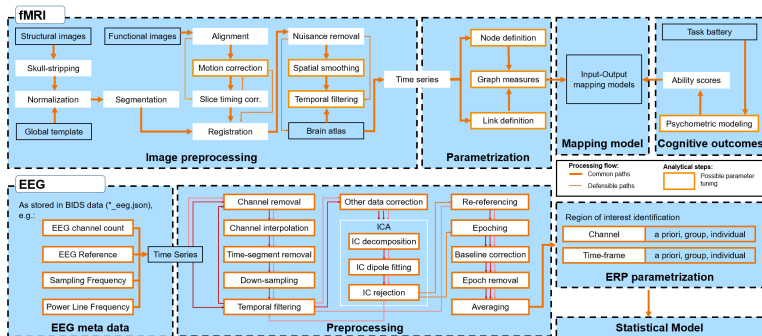 fMRI
Structural images
Skull-stripping
Normalization
Global template
Segmentation
Functional images
Alignment
Motion correction
Slice timing corr.
Registration
Nuisance removal
Spatial smoothing
Temporal filtering
Brain atlas
Image preprocessing
Time series
Node definition
Graph measures
Link definition
Parametrization
Input-Output
mapping models
Mapping model
Task battery
Ability scores
Psychometric modeling
Cognitive outcomes
Processing flow:
Common paths
Defensible paths
Analytical steps:
Possible parameter
tuning
EEG
As stored in BIDS data (*_eeg.json),
e.g.:
EEG channel count
EEG Reference
Sampling Frequency
Power Line Frequency
EEG meta data
Time Series
Channel removal
Channel interpolation
Time-segment removal
Down-sampling
Temporal filtering
Other data correction
ICA
IC decomposition
IC dipole fitting
IC rejection
Re-referencing
Epoching
Baseline correction
Epoch removal
Averaging
Preprocessing
Region of interest identification
Channel
a priori, group, individual
Time-frame
a priori, group, individual
ERP parametrization
Statistical Model